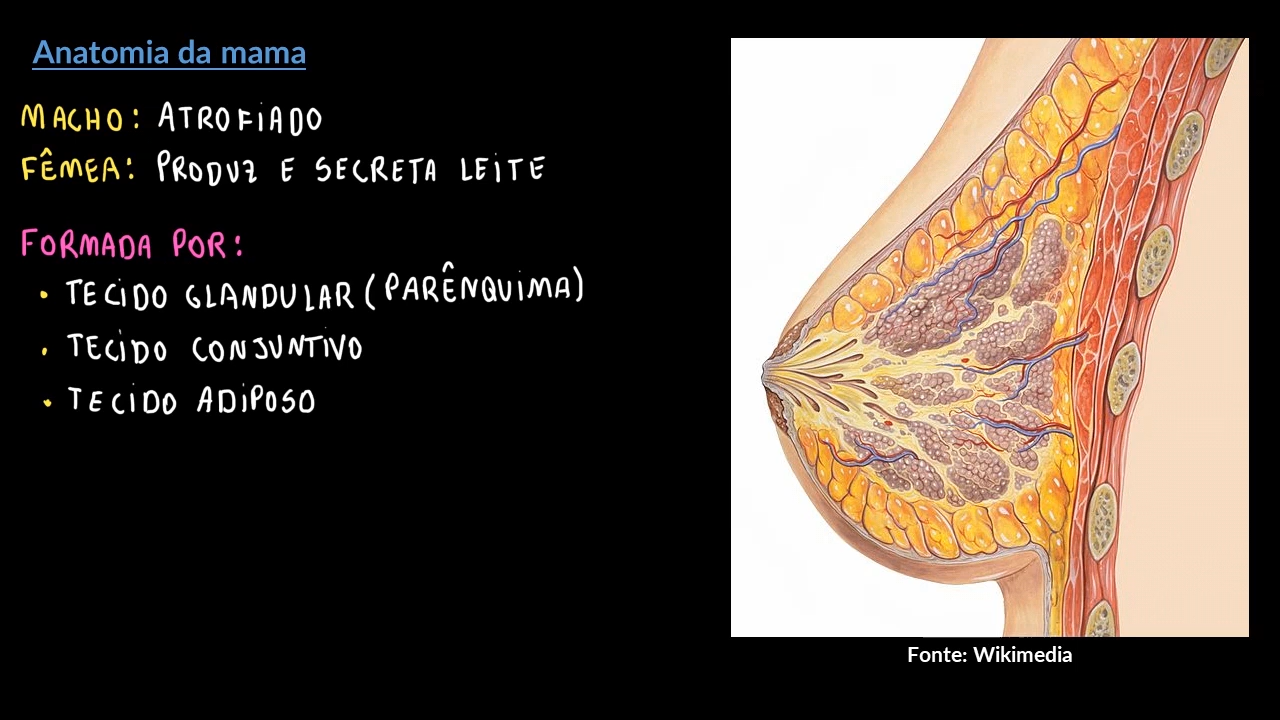 Anatomia da mama
MACHO: ATROFIADO
FÊMEA: PRODUZ E SECRETA LEITE
FORMADA POR:
• TECIDO GLANDULAR (PARÊNQUIMA)
• TECIDO CONJUNTIVO
• TECIDO ADIPOSO
Fonte: Wikimedia